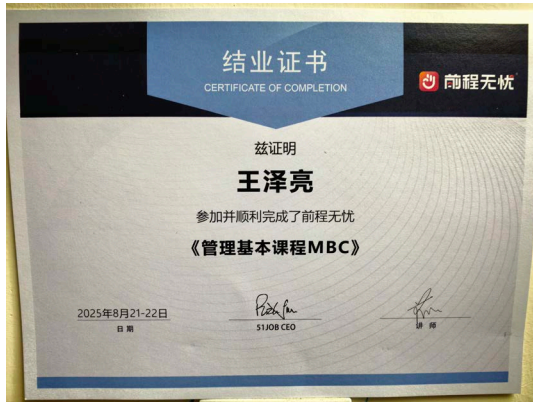 结业证书
CERTIFICATE OF COMPLETION
前程无忧
兹证明
王泽亮
参加并顺利完成了前程无忧
《管理基本课程MBC》
2025年8月21-22日
日期
51JOB CEO
讲师